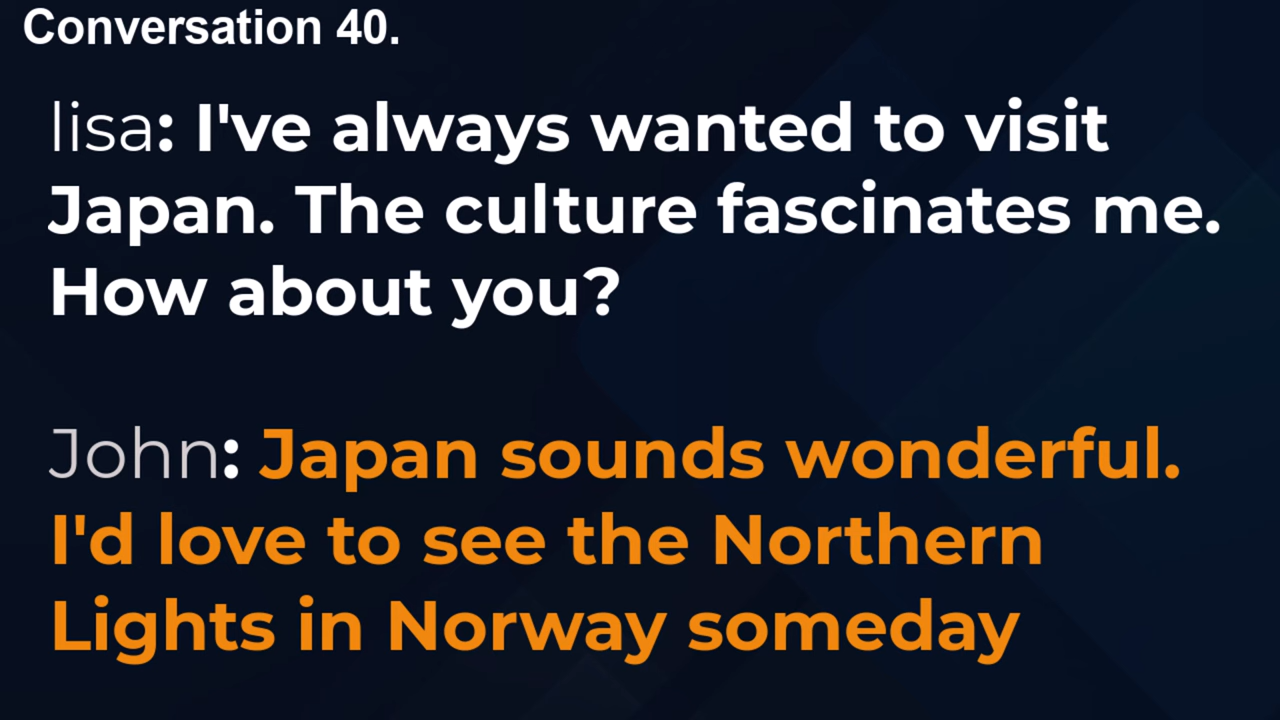 Conversation 40.
lisa: I've always wanted to visit
Japan. The culture fascinates me.
How about you?
John: Japan sounds wonderful.
I'd love to see the Northern
Lights in Norway someday